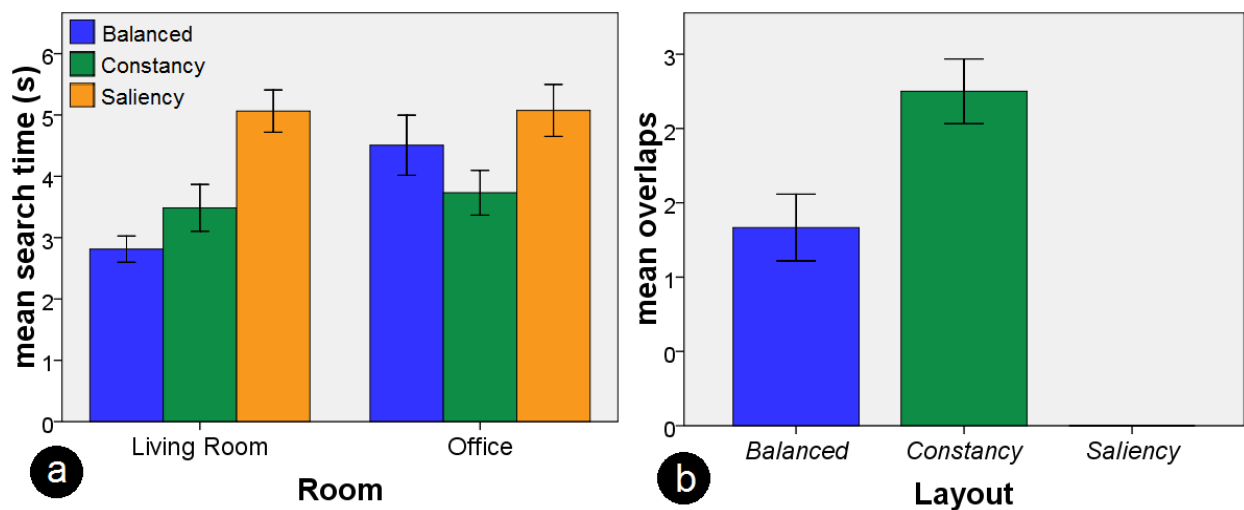 Balanced
Constancy
Saliency
mean search time (s)
6
5
4
3
2
1
0
Living Room
Office
Room
a
mean overlaps
3
2
2
1
0
0
Balanced
Constancy
Saliency
Layout
b